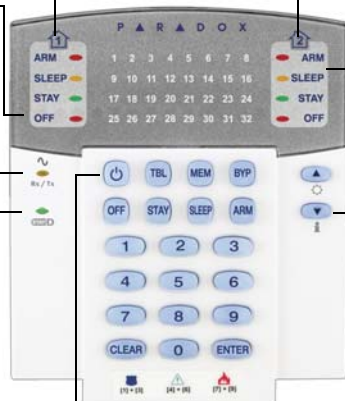 PARADOX
1 2
ARM 1 2 3 4 5 6 7 8 ARM
SLEEP 9 10 11 12 13 14 15 16 SLEEP
STAY 17 18 19 20 21 22 23 24 STAY
OFF 25 26 27 28 29 30 31 32 OFF
Rx / Tx
TBL MEM BYP
OFF STAY SLEEP ARM
1 2 3
4 5 6
7 8 9
CLEAR 0 ENTER
[1] + [3] [4] + [6] [7] + [9]